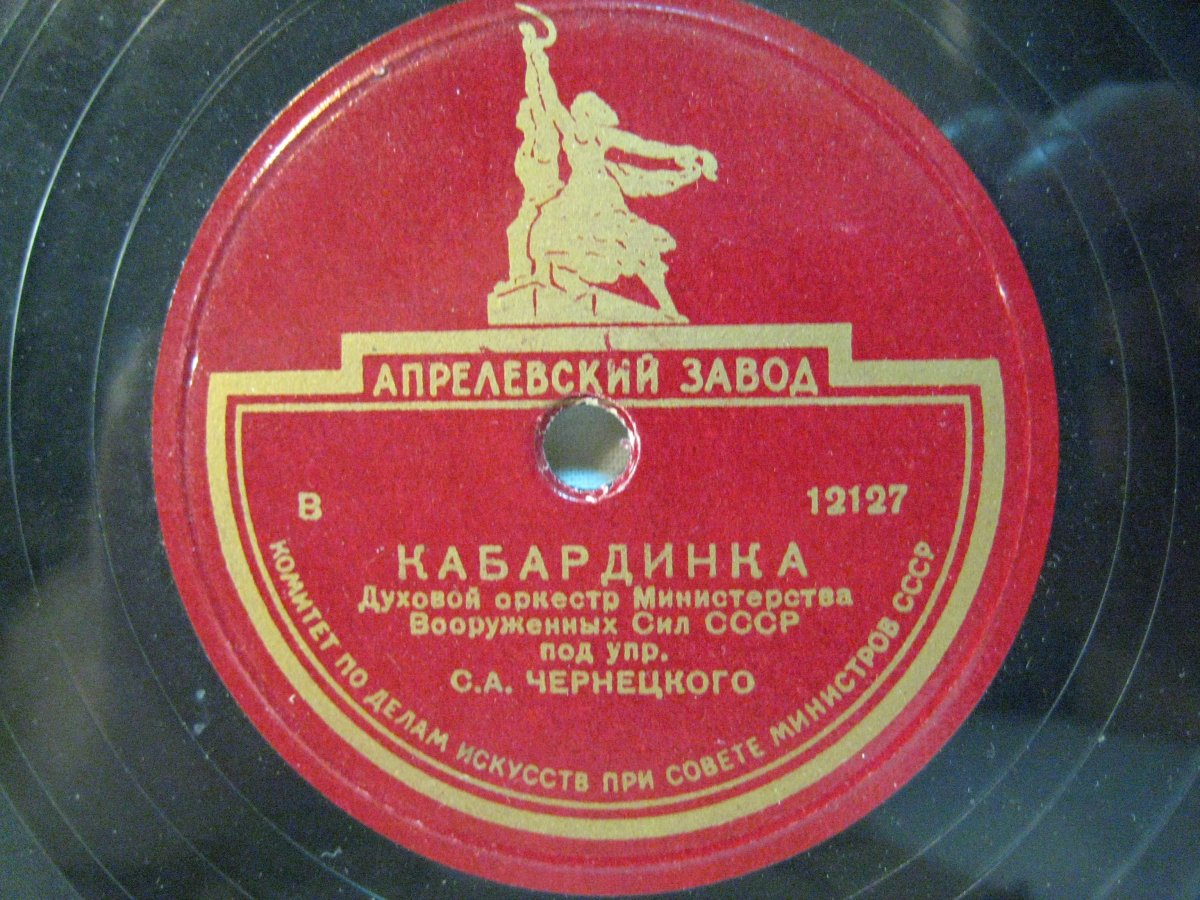 АПРЕЛЕВСКИЙ ЗАВОД
В 12127
КАБАРДИНКА
Духовой оркестр Министерства
Вооруженных Сил СССР
под упр.
С.А. ЧЕРНЕЦКОГО
КОМИТЕТ ПО ДЕЛАМ ИСКУССТВ ПРИ СОВЕТЕ МИНИСТРОВ СССР